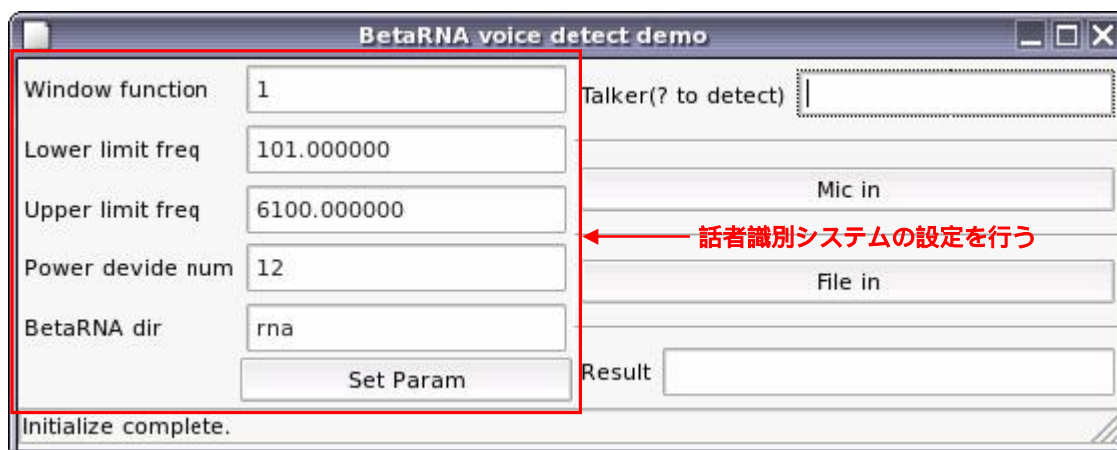 BetaRNA voice detect demo
Window function 1
Lower limit freq 101.000000
Upper limit freq 6100.000000
Power devide num 12
BetaRNA dir rna
Set Param
Talker(? to detect)
Mic in
話者識別システムの設定を行う
File in
Result
Initialize complete.